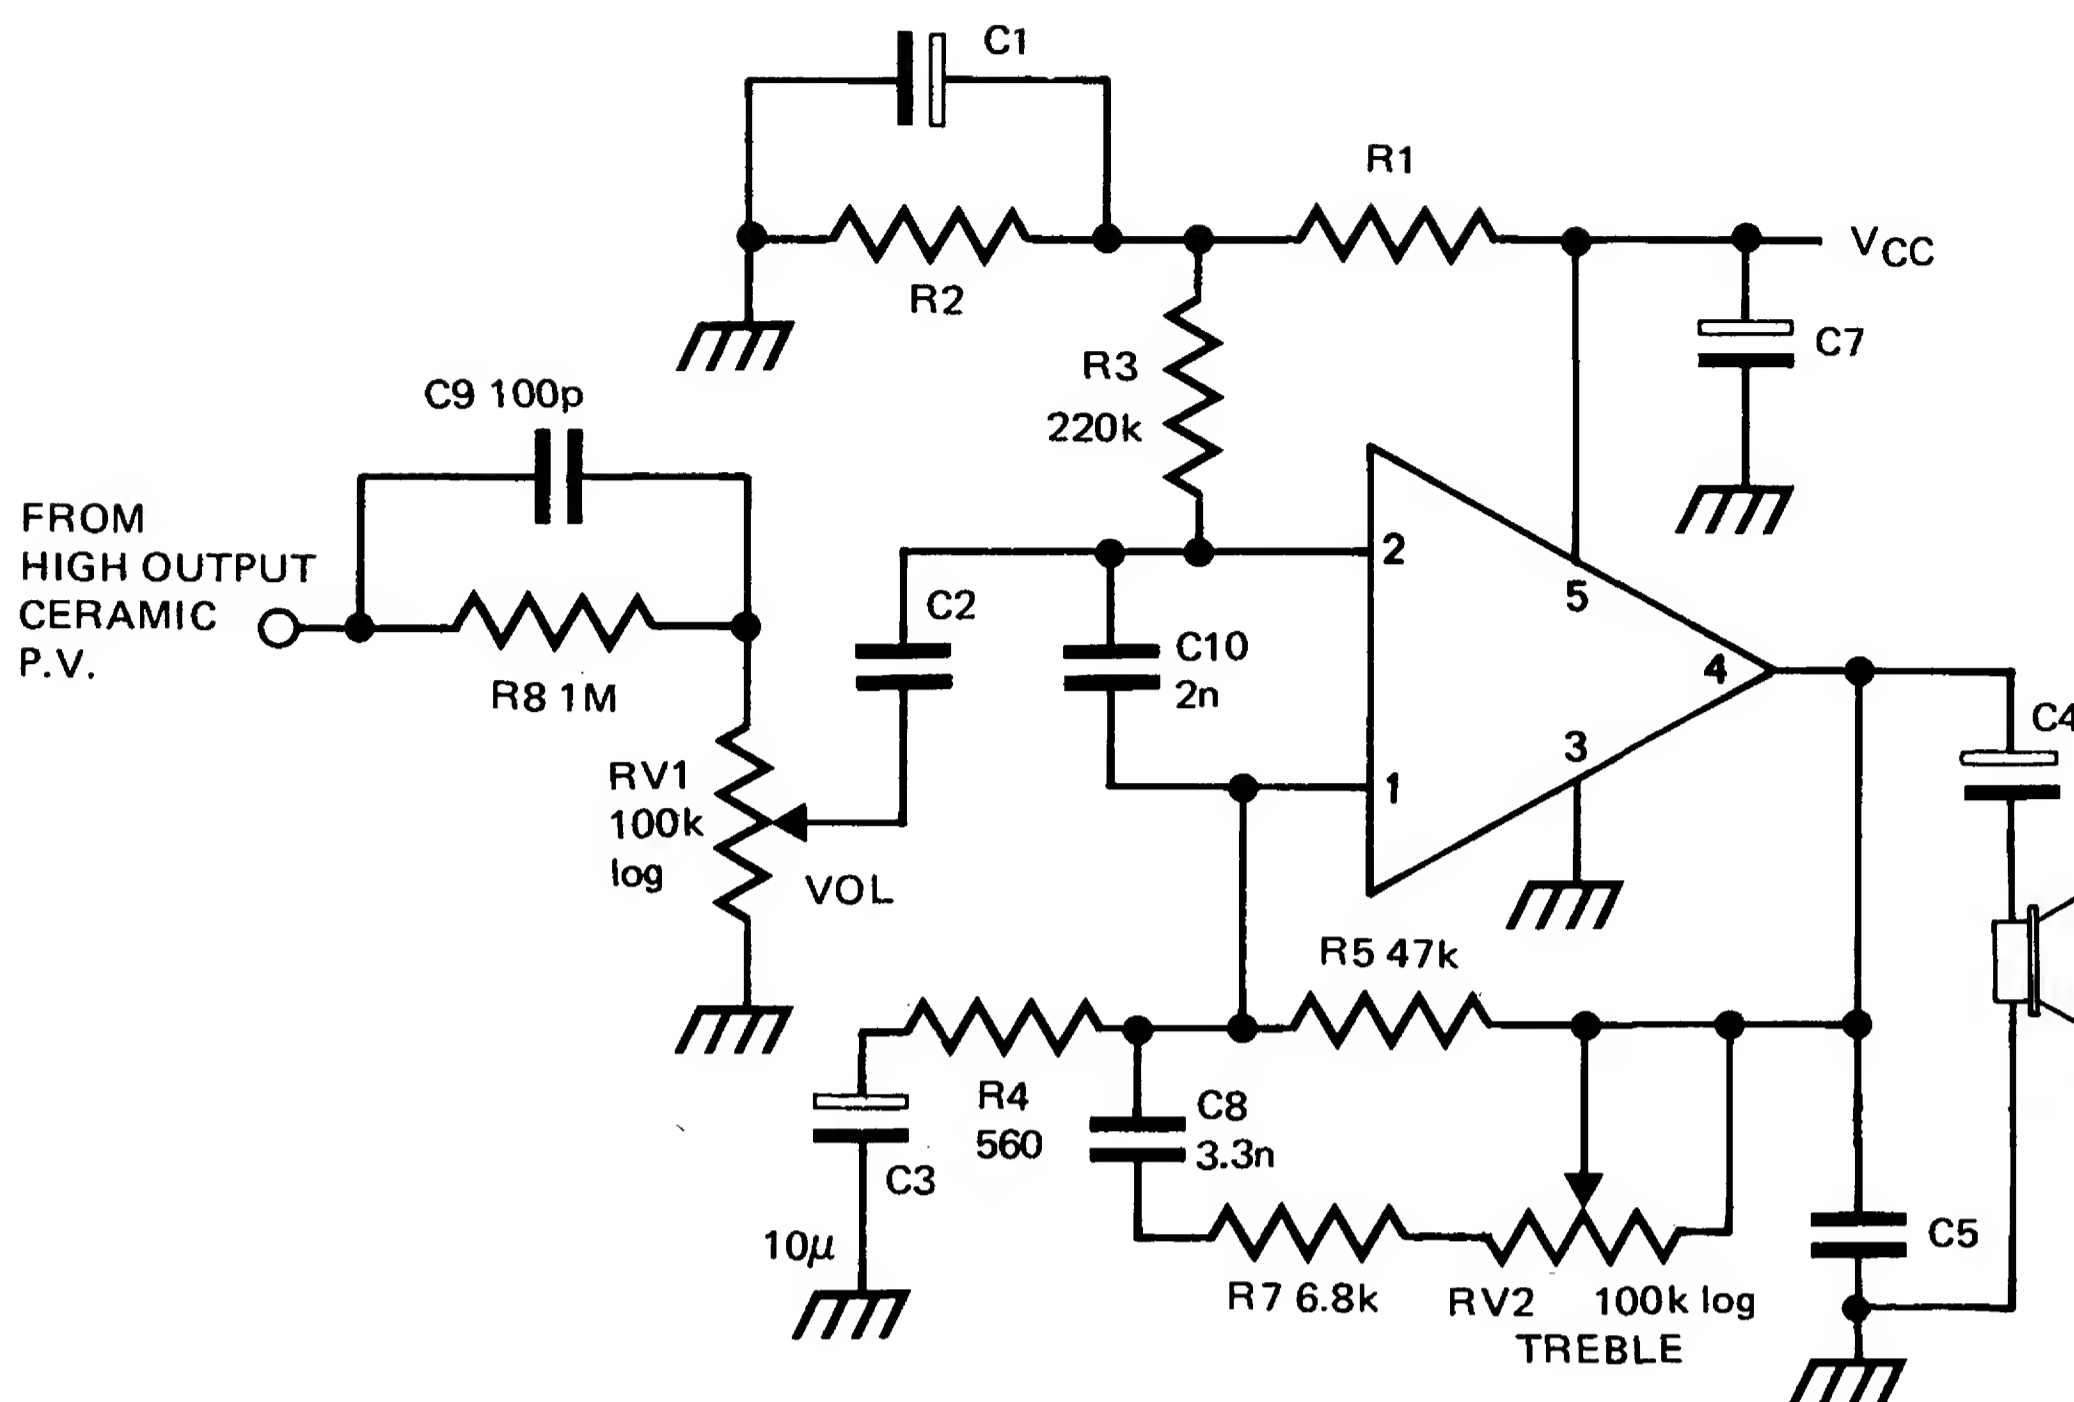 C1
R1
VCC
R2
C7
R3
220k
C9 100p
FROM
HIGH OUTPUT
CERAMIC
P.V.
R8 1M
C2
C10
2n
2
5
4
3
1
C4
RV1
100k
log
VOL
R5 47k
R4
560
C8
3.3n
C3
10µ
R7 6.8k
RV2
100k log
TREBLE
C5